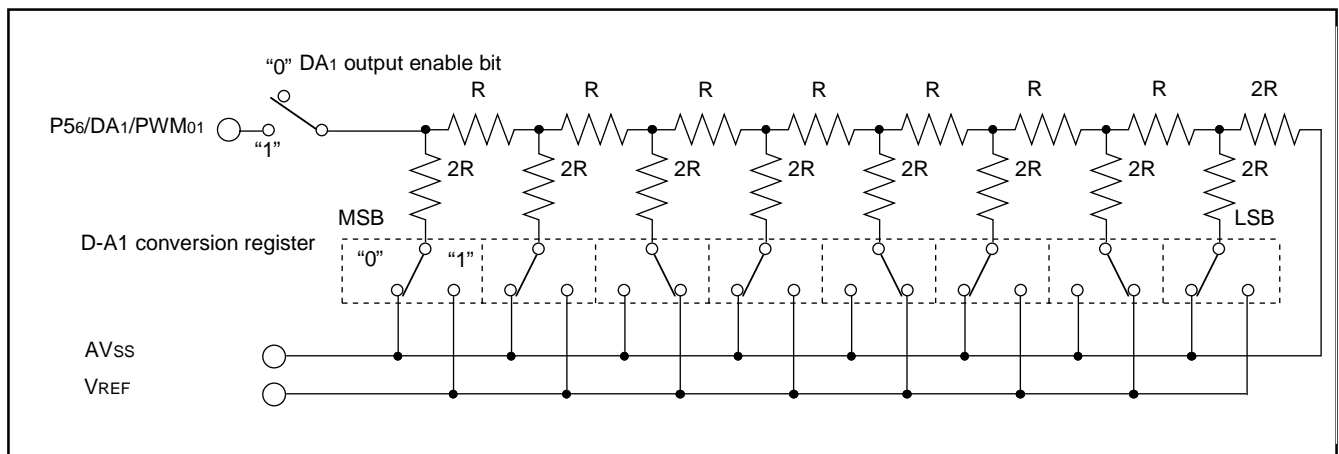 “0” DA1 output enable bit
R R R R R R R 2R
P56/DA1/PWM01
“1”
2R 2R 2R 2R 2R 2R 2R 2R
MSB LSB
D-A1 conversion register
“0” “1”
AVSS
VREF